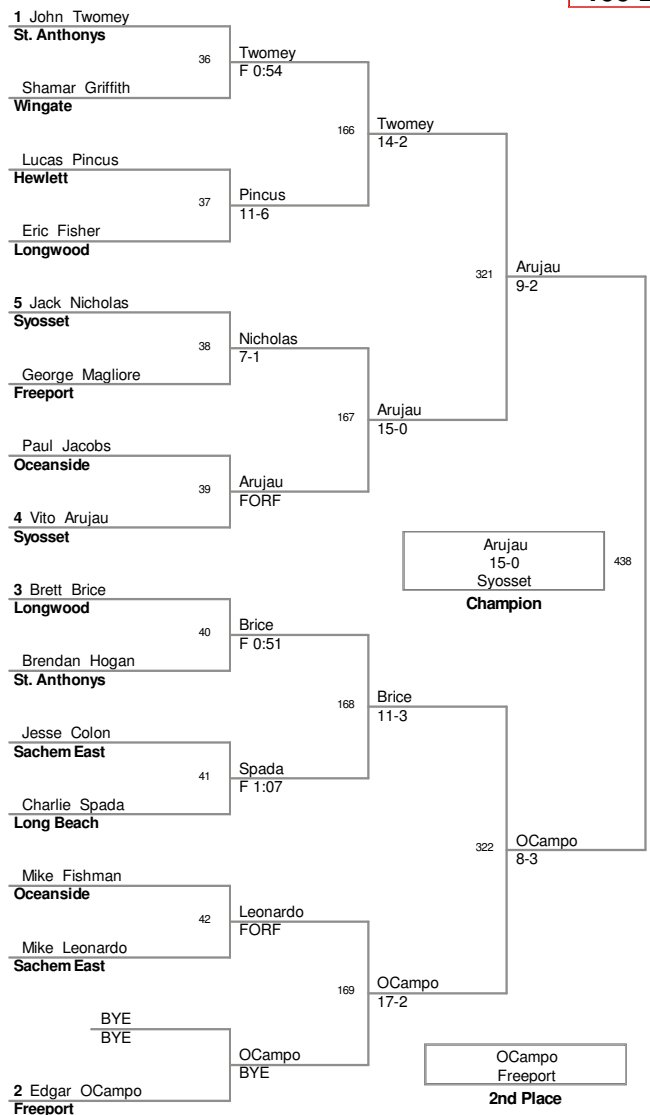 1 John Twomey
St. Anthonys
36
Twomey
F 0:54
Shamar Griffith
Wingate
166
Twomey
14-2
Lucas Pincus
Hewlett
37
Pincus
11-6
Eric Fisher
Longwood
321
Arujau
9-2
5 Jack Nicholas
Syosset
38
Nicholas
7-1
George Magliore
Freeport
167
Arujau
15-0
Paul Jacobs
Oceanside
39
Arujau
FORF
4 Vito Arujau
Syosset
Arujau
15-0
Syosset
438
Champion
3 Brett Brice
Longwood
40
Brice
F 0:51
Brendan Hogan
St. Anthonys
168
Brice
11-3
Jesse Colon
Sachem East
41
Spada
F 1:07
Charlie Spada
Long Beach
322
OCampo
8-3
Mike Fishman
Oceanside
42
Leonardo
FORF
Mike Leonardo
Sachem East
169
OCampo
17-2
BYE
BYE
OCampo
BYE
2 Edgar OCampo
Freeport
OCampo
Freeport
2nd Place